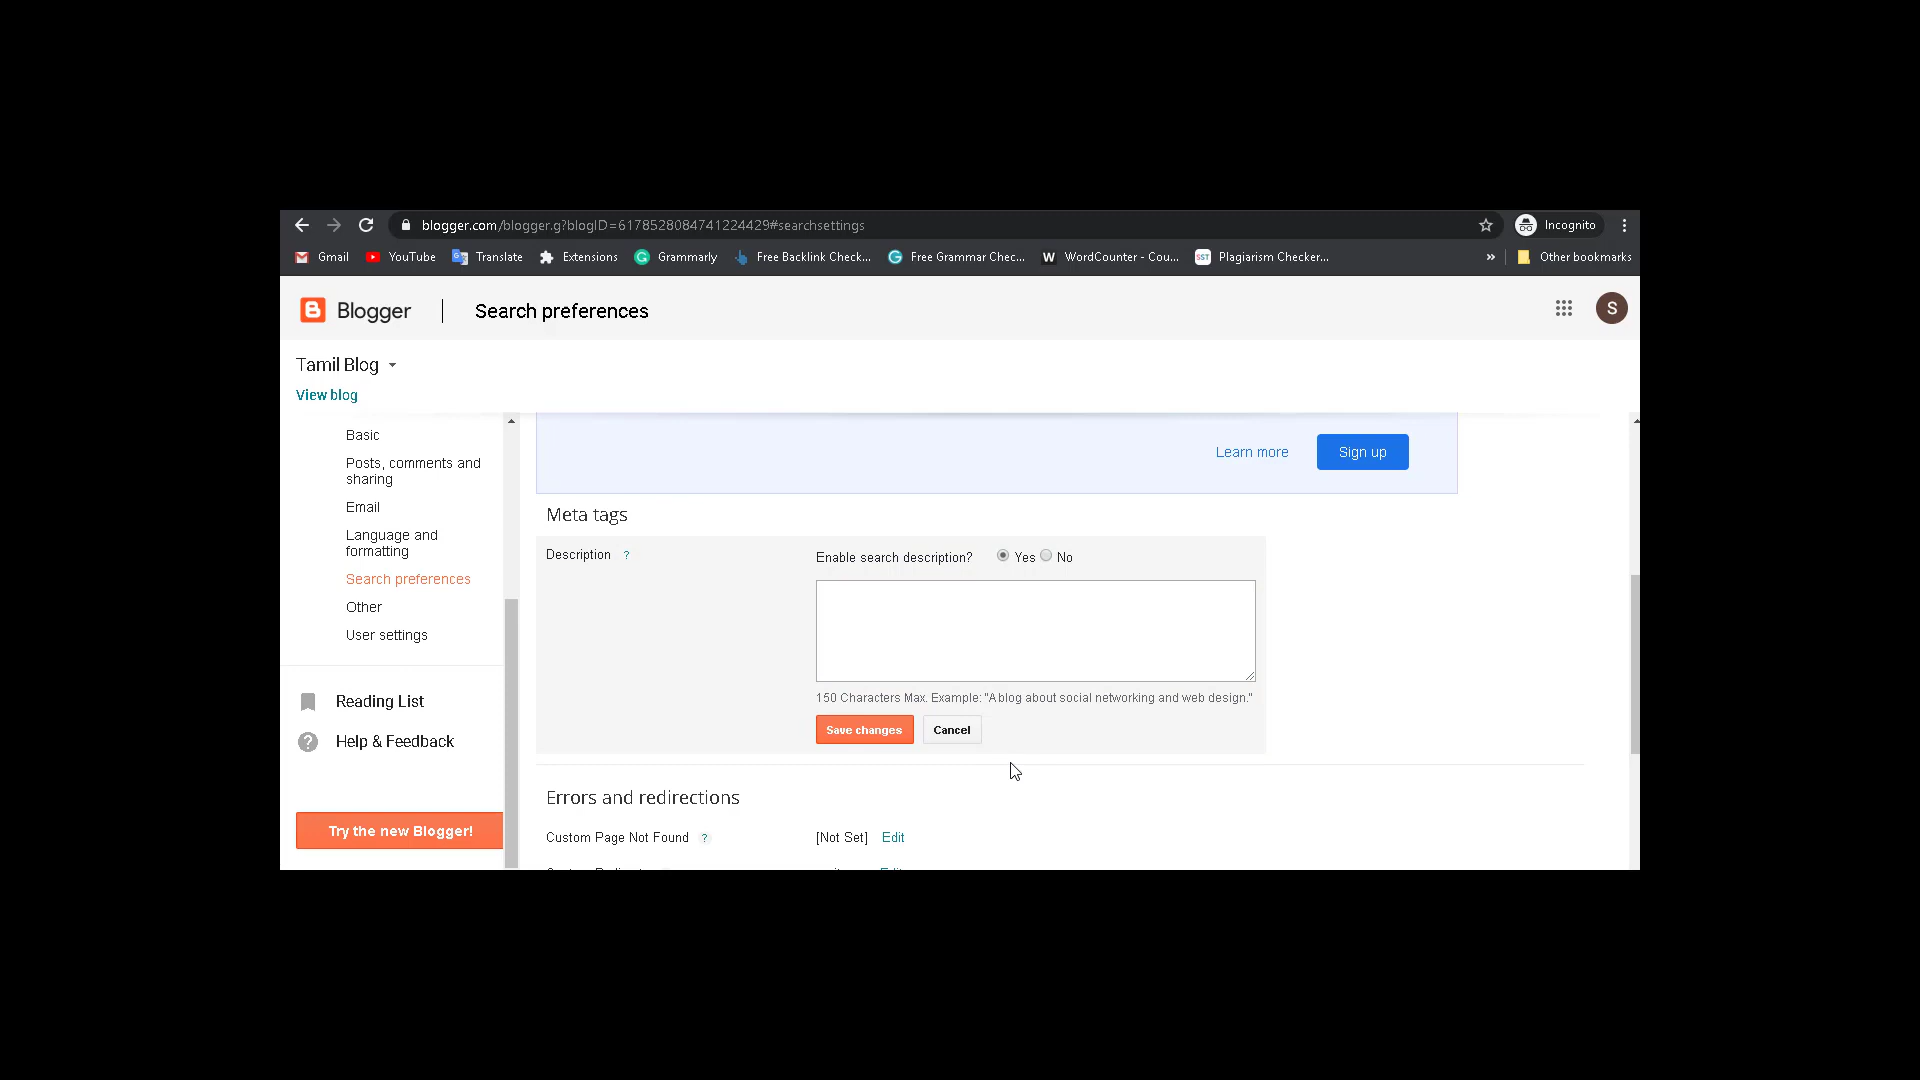 blogger.com/blogger.g?blogID=6178528084741224429#searchsettings
Incognito
Gmail YouTube Translate Extensions Grammarly Free Backlink Check... Free Grammar Chec... WordCounter - Cou... Plagiarism Checker... » Other bookmarks
Blogger Search preferences
S
Tamil Blog
View blog
Basic
Posts, comments and
sharing
Email
Language and
formatting
Search preferences
Other
User settings
Reading List
Help & Feedback
Try the new Blogger!
Learn more Sign up
Meta tags
Description ? Enable search description? Yes No
150 Characters Max. Example: "A blog about social networking and web design."
Save changes Cancel
Errors and redirections
Custom Page Not Found ? [Not Set] Edit